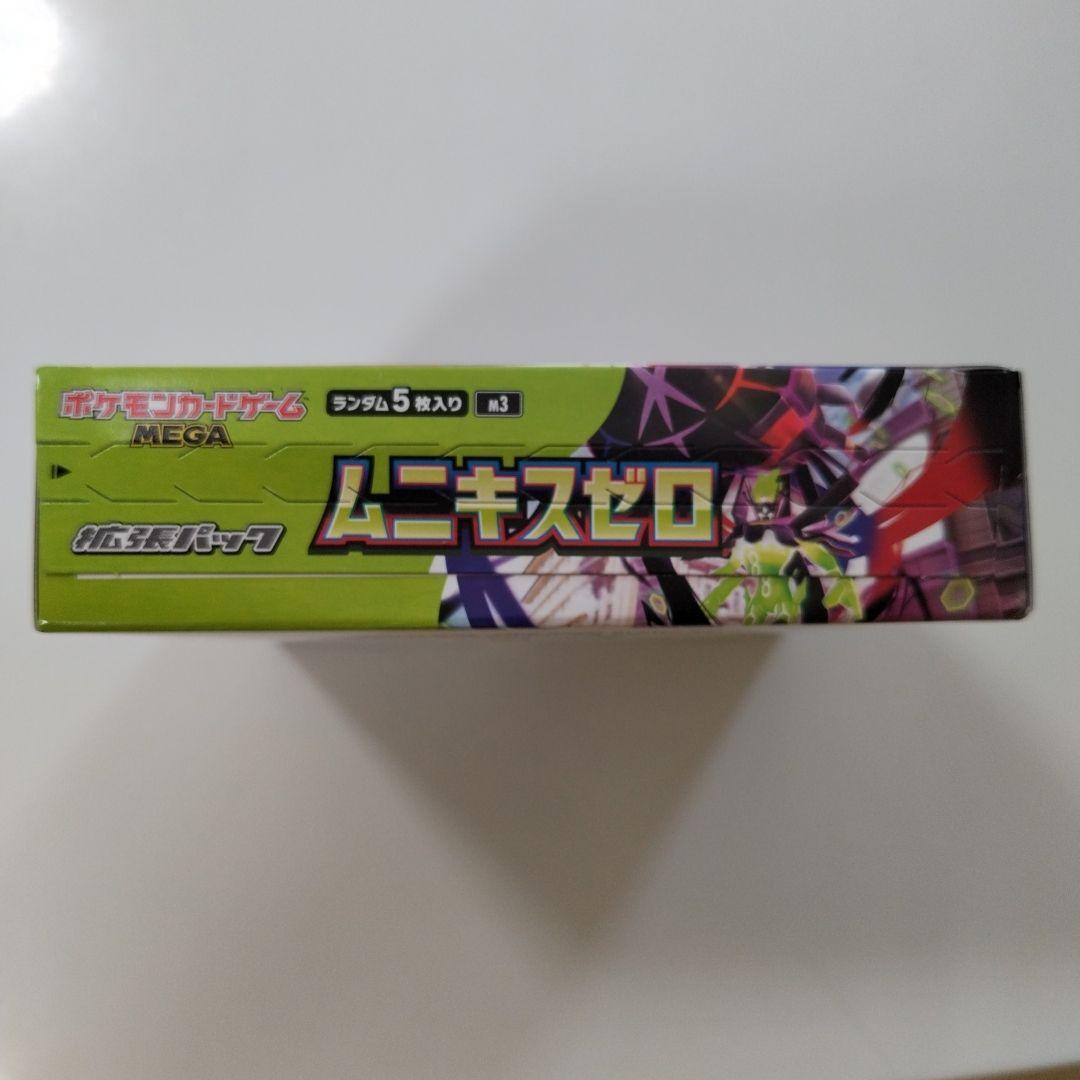 ポケモンカードゲーム
MEGA
ランダム5枚入り M3
ムニキスゼロ
拡張パック